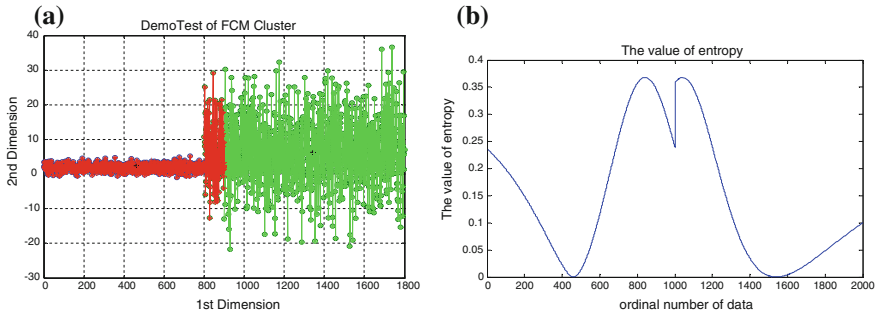 (a)
DemoTest of FCM Cluster
40
30
20
10
0
-10
-20
-30
2nd Dimension
0 200 400 600 800 1000 1200 1400 1600 1800
1st Dimension
(b)
The value of entropy
0.4
0.35
0.3
0.25
0.2
0.15
0.1
0.05
0
The value of entropy
0 200 400 600 800 1000 1200 1400 1600 1800 2000
ordinal number of data